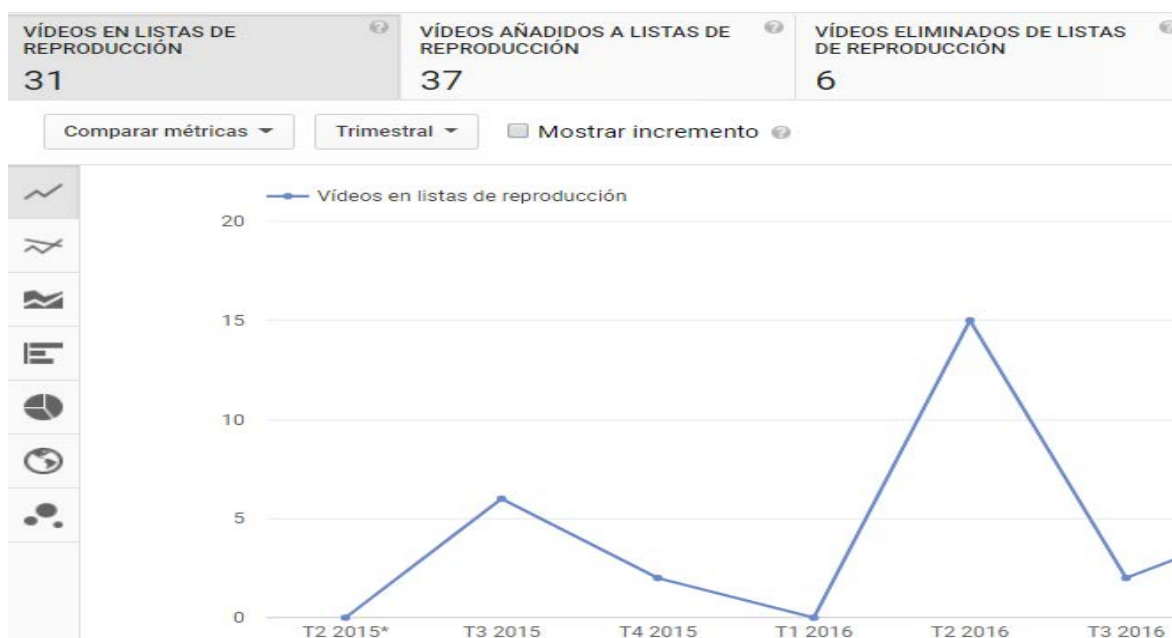 VÍDEOS EN LISTAS DE
REPRODUCCIÓN
31
VÍDEOS AÑADIDOS A LISTAS DE
REPRODUCCIÓN
37
VÍDEOS ELIMINADOS DE LISTAS
DE REPRODUCCIÓN
6
Comparar métricas
Trimestral
Mostrar incremento
Vídeos en listas de reproducción
20
15
10
5
0
T2 2015* T3 2015 T4 2015 T1 2016 T2 2016 T3 2016